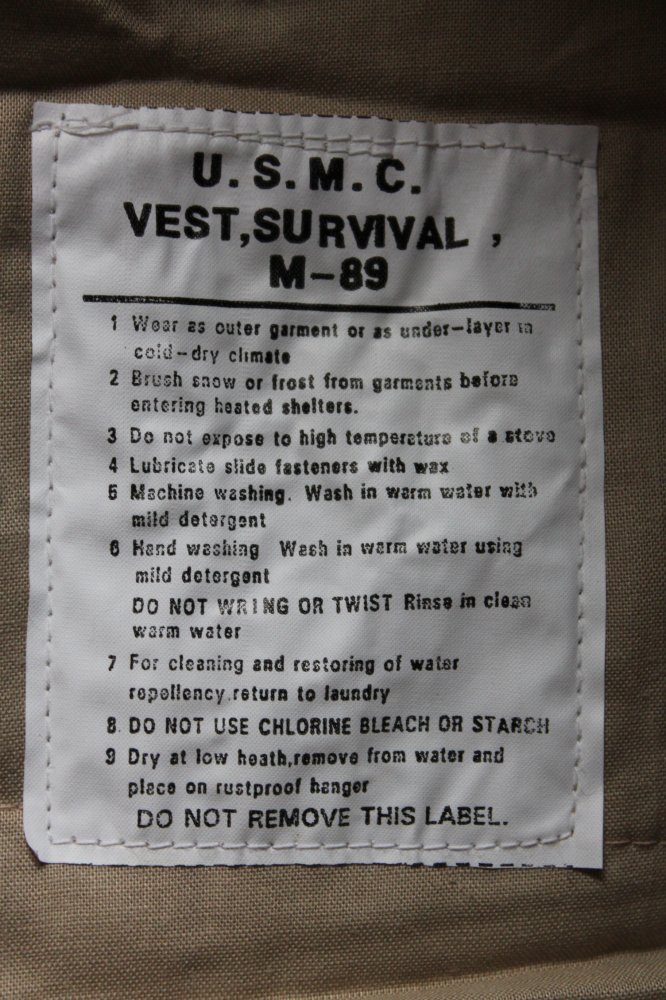 U.S.M.C.
VEST,SURVIVAL ,
M-89
1 Wear as outer garment or as under-layer in
cold-dry climate
2 Brush snow or frost from garments before
entering heated shelters.
3 Do not expose to high temperature of a stove
4 Lubricate slide fasteners with wax
5 Machine washing. Wash in warm water with
mild detergent
6 Hand washing Wash in warm water using
mild detergent
DO NOT WRING OR TWIST Rinse in clean
warm water
7 For cleaning and restoring of water
repellency.return to laundry
8. DO NOT USE CHLORINE BLEACH OR STARCH
9 Dry at low heath,remove from water and
place on rustproof hanger
DO NOT REMOVE THIS LABEL.